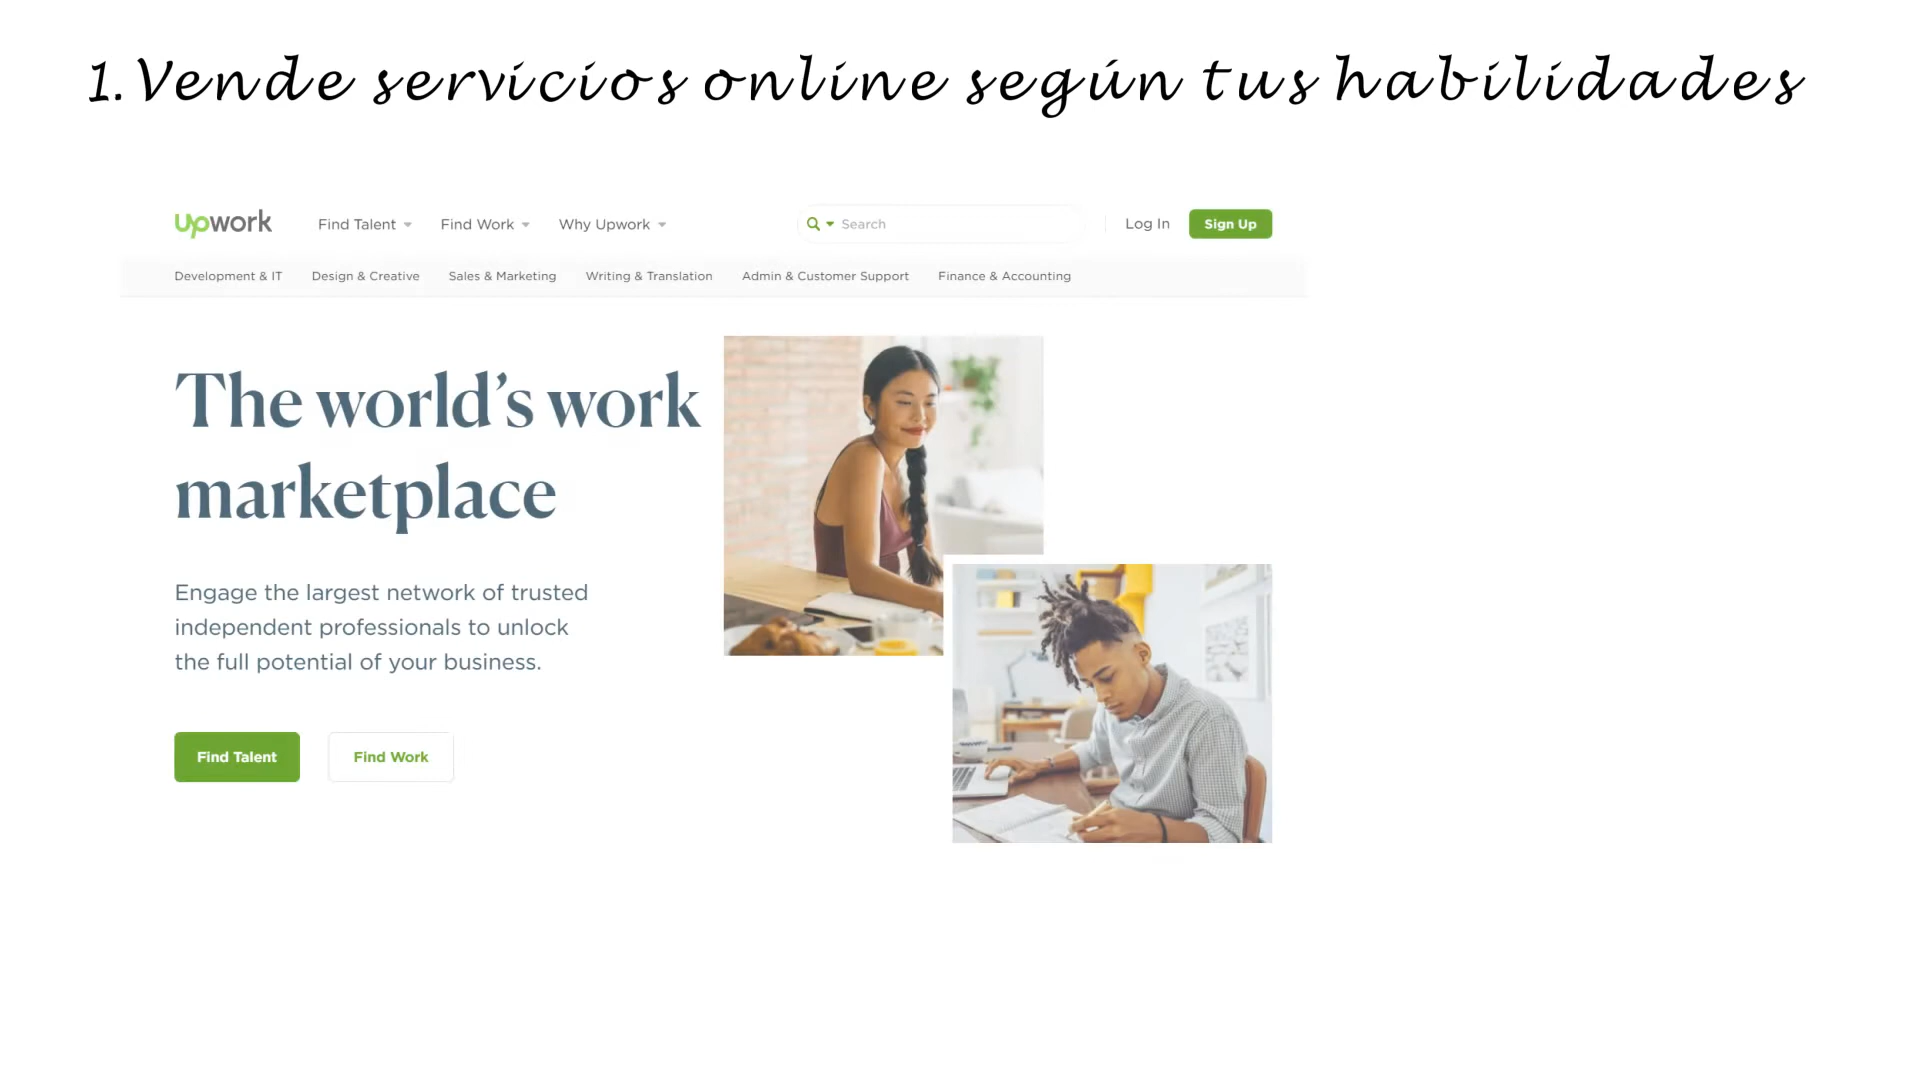 1. Vende servicios online según tus habilidades
upwork Find Talent Find Work Why Upwork Search Log In Sign Up
Development & IT Design & Creative Sales & Marketing Writing & Translation Admin & Customer Support Finance & Accounting
The world’s work
marketplace
Engage the largest network of trusted
independent professionals to unlock
the full potential of your business.
Find Talent Find Work